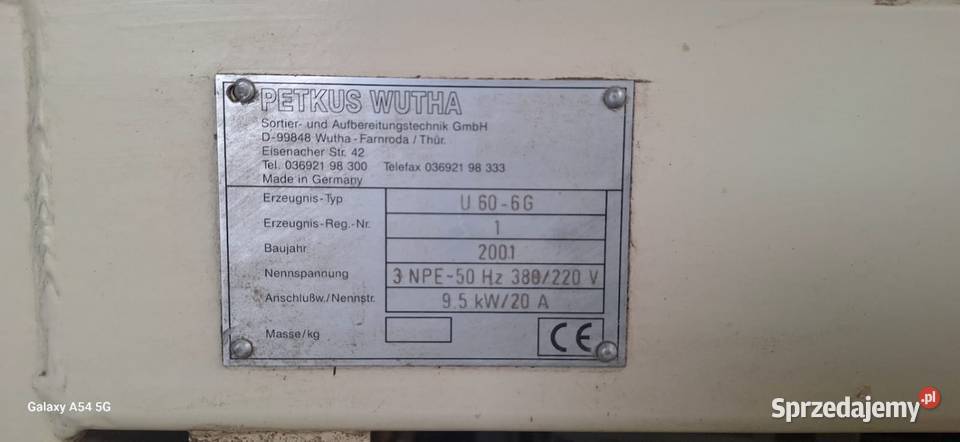 PETKUS WUTHA
Sortier- und Aufbereitungstechnik GmbH
D-99848 Wutha-Farnroda / Thür.
Eisenacher Str. 42
Tel. 036921 98 300 Telefax 036921 98 333
Made in Germany
Erzeugnis-Typ U 60-6G
Erzeugnis-Reg.-Nr. 1
Baujahr 2001
Nennspannung 3 NPE~50 Hz 380/220 V
Anschlußw./Nennstr. 9.5 kW/20 A
Masse/kg CE
Galaxy A54 5G
Sprzedajemy.pl